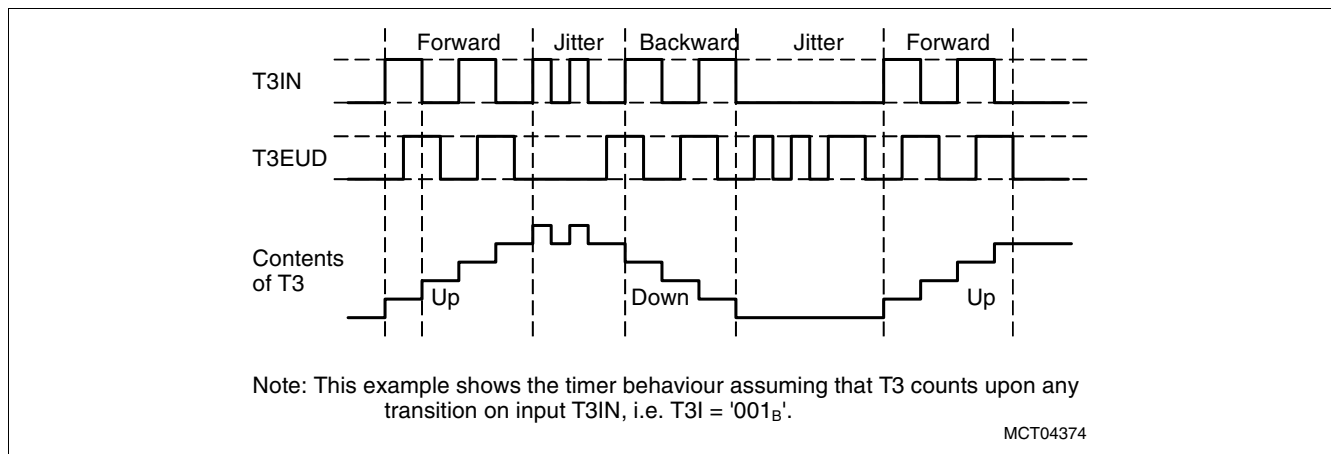 Forward Jitter Backward Jitter Forward
T3IN
T3EUD
Contents
of T3
Up Down Up
Note: This example shows the timer behaviour assuming that T3 counts upon any
transition on input T3IN, i.e. T3I = '001B'.
MCT04374